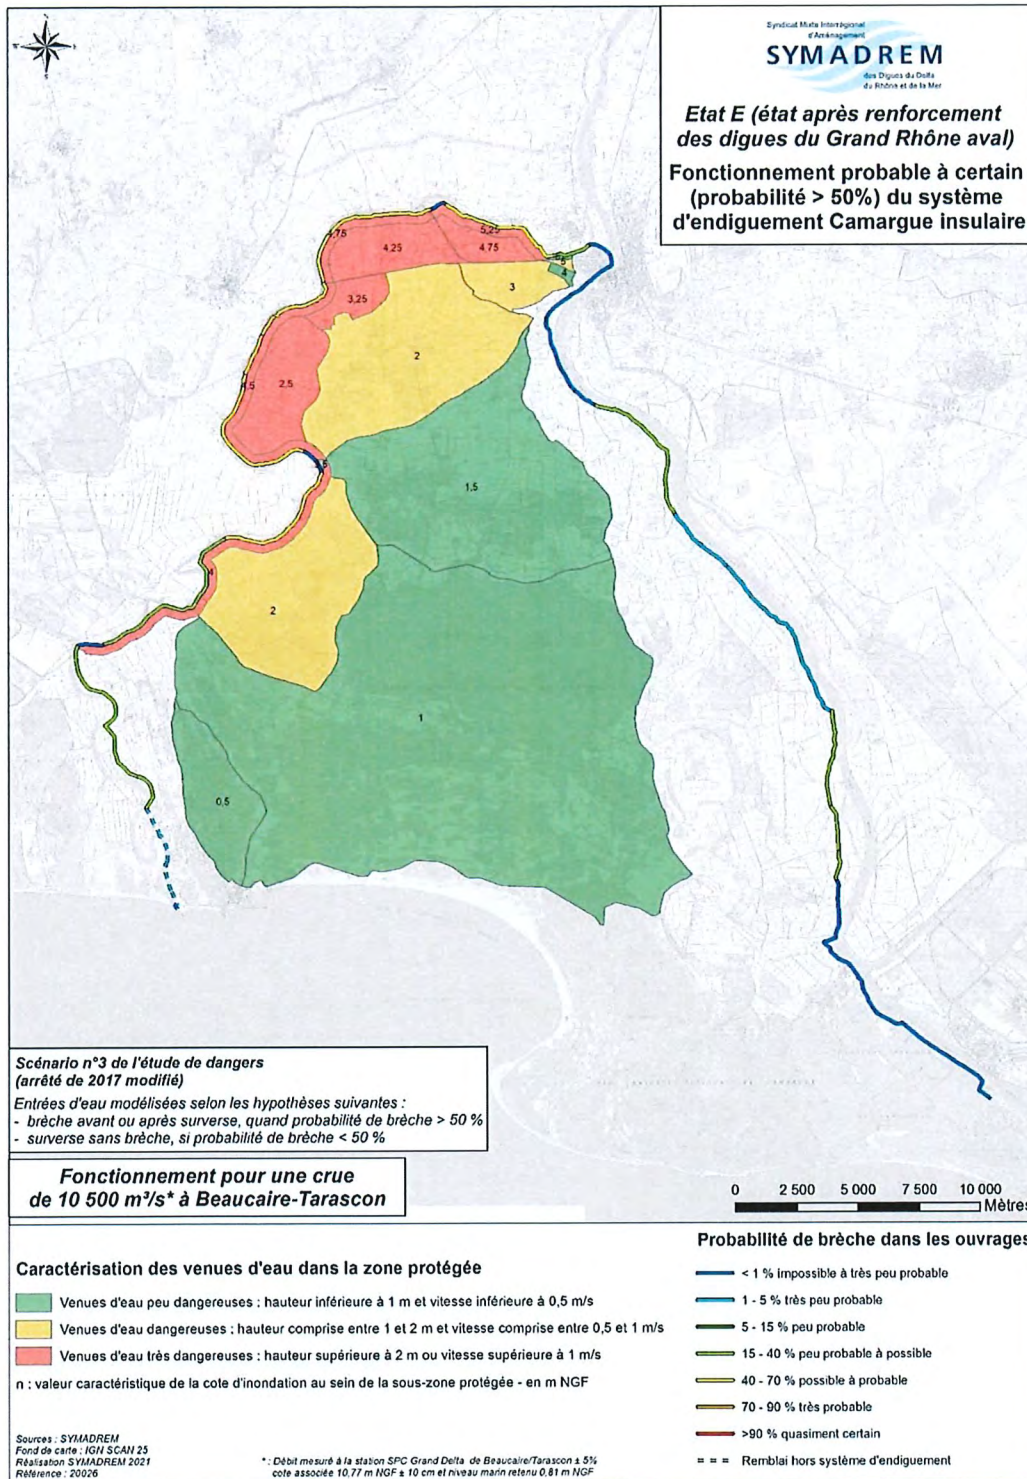 Syndicat Mixte Interrégional
d'Aménagement
SYMADREM
des Digues du Delta
du Rhône et de la Mer
Etat E (état après renforcement
des digues du Grand Rhône aval)
Fonctionnement probable à certain
(probabilité > 50%) du système
d'endiguement Camargue insulaire
4,75
4,25
5,25
4,75
5
4
3
3,25
2
4,5
2,5
1,5
4
2
1
0,5
Scénario n°3 de l'étude de dangers
(arrêté de 2017 modifié)
Entrées d'eau modélisées selon les hypothèses suivantes :
- brèche avant ou après surverse, quand probabilité de brèche > 50 %
- surverse sans brèche, si probabilité de brèche < 50 %
Fonctionnement pour une crue
de 10 500 m³/s* à Beaucaire-Tarascon
0 2 500 5 000 7 500 10 000
Mètres
Caractérisation des venues d'eau dans la zone protégée
Venues d'eau peu dangereuses : hauteur inférieure à 1 m et vitesse inférieure à 0,5 m/s
Venues d'eau dangereuses : hauteur comprise entre 1 et 2 m et vitesse comprise entre 0,5 et 1 m/s
Venues d'eau très dangereuses : hauteur supérieure à 2 m ou vitesse supérieure à 1 m/s
n : valeur caractéristique de la cote d'inondation au sein de la sous-zone protégée - en m NGF
Probabilité de brèche dans les ouvrages
< 1 % impossible à très peu probable
1 - 5 % très peu probable
5 - 15 % peu probable
15 - 40 % peu probable à possible
40 - 70 % possible à probable
70 - 90 % très probable
>90 % quasiment certain
Remblai hors système d'endiguement
Sources : SYMADREM
Fond de carte : IGN SCAN 25
Réalisation SYMADREM 2021
Référence : 20026
* : Débit mesuré à la station SPC Grand Delta de Beaucaire/Tarascon ± 5%
cote associée 10,77 m NGF ± 10 cm et niveau marin retenu 0,81 m NGF